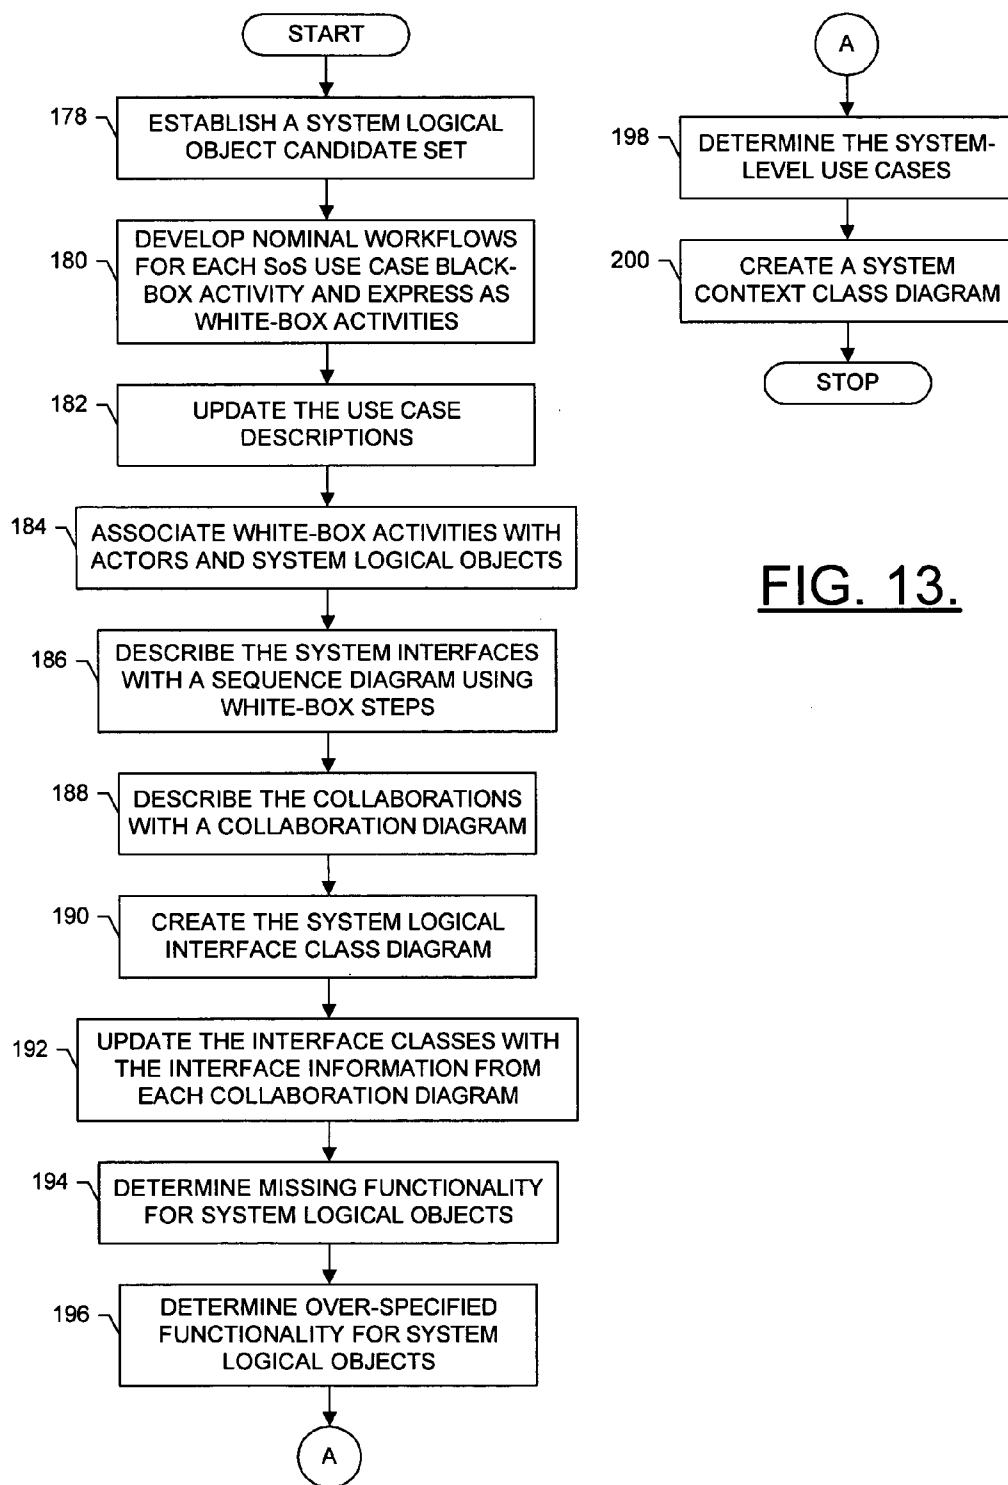 START
178
ESTABLISH A SYSTEM LOGICAL
OBJECT CANDIDATE SET
180
DEVELOP NOMINAL WORKFLOWS
FOR EACH SoS USE CASE BLACK-
BOX ACTIVITY AND EXPRESS AS
WHITE-BOX ACTIVITIES
182
UPDATE THE USE CASE
DESCRIPTIONS
184
ASSOCIATE WHITE-BOX ACTIVITIES WITH
ACTORS AND SYSTEM LOGICAL OBJECTS
186
DESCRIBE THE SYSTEM INTERFACES
WITH A SEQUENCE DIAGRAM USING
WHITE-BOX STEPS
188
DESCRIBE THE COLLABORATIONS
WITH A COLLABORATION DIAGRAM
190
CREATE THE SYSTEM LOGICAL
INTERFACE CLASS DIAGRAM
192
UPDATE THE INTERFACE CLASSES WITH
THE INTERFACE INFORMATION FROM
EACH COLLABORATION DIAGRAM
194
DETERMINE MISSING FUNCTIONALITY
FOR SYSTEM LOGICAL OBJECTS
196
DETERMINE OVER-SPECIFIED
FUNCTIONALITY FOR SYSTEM
LOGICAL OBJECTS
A
A
198
DETERMINE THE SYSTEM-
LEVEL USE CASES
200
CREATE A SYSTEM
CONTEXT CLASS DIAGRAM
STOP
FIG. 13.